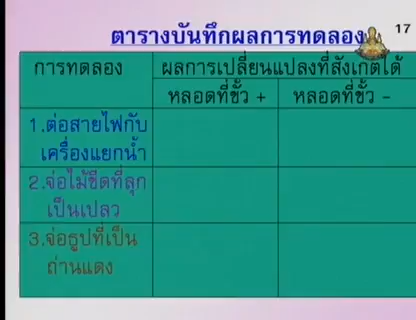 ตารางบันทึกผลการทดลอง
17
การทดลอง
ผลการเปลี่ยนแปลงที่สังเกตได้
หลอดที่ขั้ว +
หลอดที่ขั้ว -
1.ต่อสายไฟกับ
เครื่องแยกน้ำ
2.จ่อไม้ขีดที่ลุก
เป็นเปลว
3.จ่อธูปที่เป็น
ถ่านแดง